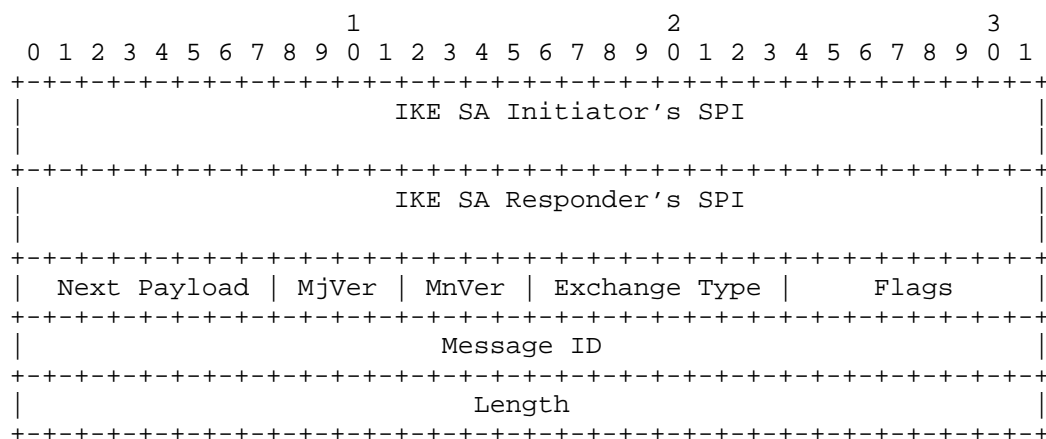 1                   2                   3
 0 1 2 3 4 5 6 7 8 9 0 1 2 3 4 5 6 7 8 9 0 1 2 3 4 5 6 7 8 9 0 1
+-+-+-+-+-+-+-+-+-+-+-+-+-+-+-+-+-+-+-+-+-+-+-+-+-+-+-+-+-+-+-+-+
|                       IKE SA Initiator’s SPI                  |
|                                                               |
+-+-+-+-+-+-+-+-+-+-+-+-+-+-+-+-+-+-+-+-+-+-+-+-+-+-+-+-+-+-+-+-+
|                       IKE SA Responder’s SPI                  |
|                                                               |
+-+-+-+-+-+-+-+-+-+-+-+-+-+-+-+-+-+-+-+-+-+-+-+-+-+-+-+-+-+-+-+-+
|  Next Payload | MjVer | MnVer | Exchange Type |     Flags     |
+-+-+-+-+-+-+-+-+-+-+-+-+-+-+-+-+-+-+-+-+-+-+-+-+-+-+-+-+-+-+-+-+
|                          Message ID                           |
+-+-+-+-+-+-+-+-+-+-+-+-+-+-+-+-+-+-+-+-+-+-+-+-+-+-+-+-+-+-+-+-+
|                            Length                             |
+-+-+-+-+-+-+-+-+-+-+-+-+-+-+-+-+-+-+-+-+-+-+-+-+-+-+-+-+-+-+-+-+